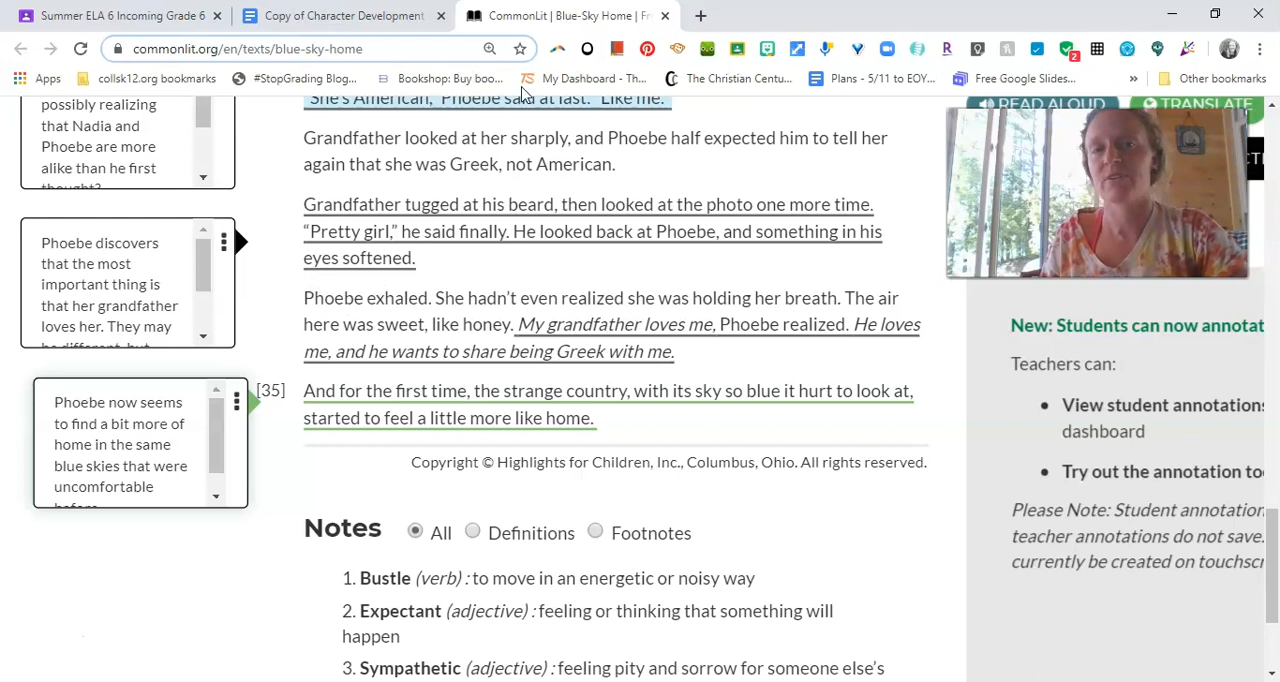 Summer ELA 6 Incoming Grade 6
Copy of Character Development
CommonLit | Blue-Sky Home | Fr
commonlit.org/en/texts/blue-sky-home
2
Apps
collsk12.org bookmarks
#StopGrading Blog...
Bookshop: Buy boo...
My Dashboard - Th...
The Christian Centu...
Plans - 5/11 to EOY...
Free Google Slides...
Other bookmarks
possibly realizing
that Nadia and
Phoebe are more
alike than he first
thought?
Phoebe discovers
that the most
important thing is
that her grandfather
loves her. They may
be different, but
Phoebe now seems
to find a bit more of
home in the same
blue skies that were
uncomfortable
before.
"She's American," Phoebe said at last. "Like me."
Grandfather looked at her sharply, and Phoebe half expected him to tell her
again that she was Greek, not American.
Grandfather tugged at his beard, then looked at the photo one more time.
“Pretty girl,” he said finally. He looked back at Phoebe, and something in his
eyes softened.
Phoebe exhaled. She hadn’t even realized she was holding her breath. The air
here was sweet, like honey. My grandfather loves me, Phoebe realized. He loves
me, and he wants to share being Greek with me.
[35]
And for the first time, the strange country, with its sky so blue it hurt to look at,
started to feel a little more like home.
Copyright © Highlights for Children, Inc., Columbus, Ohio. All rights reserved.
Notes
All
Definitions
Footnotes
1. Bustle (verb) : to move in an energetic or noisy way
2. Expectant (adjective) : feeling or thinking that something will
happen
3. Sympathetic (adjective) : feeling pity and sorrow for someone else’s
READ ALOUD
TRANSLATE
New: Students can now annotat
Teachers can:
View student annotations
dashboard
Try out the annotation to
Please Note: Student annotation
teacher annotations do not save.
currently be created on touchscr